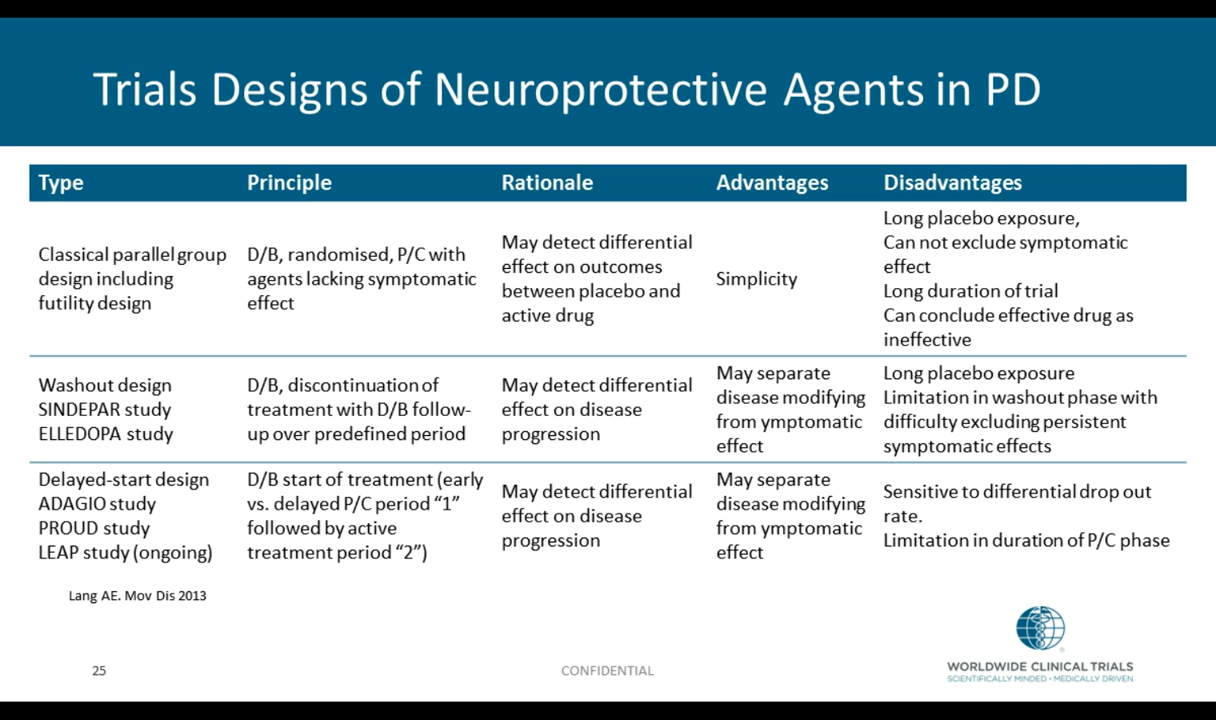 Trials Designs of Neuroprotective Agents in PD
Type
Principle
Rationale
Advantages
Disadvantages
Classical parallel group
design including
futility design
D/B, randomised, P/C with
agents lacking symptomatic
effect
May detect differential
effect on outcomes
between placebo and
active drug
Simplicity
Long placebo exposure,
Can not exclude symptomatic
effect
Long duration of trial
Can conclude effective drug as
ineffective
Washout design
SINDEPAR study
ELLEDOPA study
D/B, discontinuation of
treatment with D/B follow-
up over predefined period
May detect differential
effect on disease
progression
May separate
disease modifying
from ymptomatic
effect
Long placebo exposure
Limitation in washout phase with
difficulty excluding persistent
symptomatic effects
Delayed-start design
ADAGIO study
PROUD study
LEAP study (ongoing)
D/B start of treatment (early
vs. delayed P/C period “1”
followed by active
treatment period “2”)
May detect differential
effect on disease
progression
May separate
disease modifying
from ymptomatic
effect
Sensitive to differential drop out
rate.
Limitation in duration of P/C phase
Lang AE. Mov Dis 2013
25
CONFIDENTIAL
WORLDWIDE CLINICAL TRIALS
SCIENTIFICALLY MINDED • MEDICALLY DRIVEN